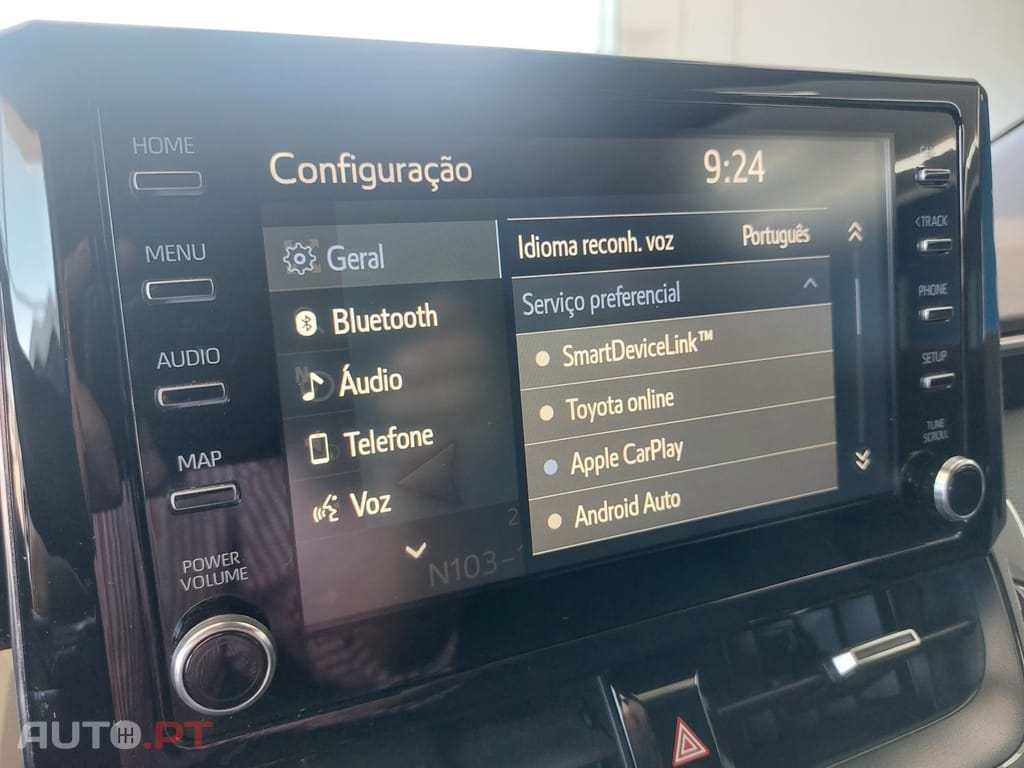 HOME
MENU
AUDIO
MAP
POWER
VOLUME
Configuração
9:24
Geral
Bluetooth
Áudio
Telefone
Voz
N103-
Idioma reconh. voz Português
Serviço preferencial
SmartDeviceLink™
Toyota online
Apple CarPlay
Android Auto
<TRACK
PHONE
SETUP
TUNE
SCROLL
AUTO.PT